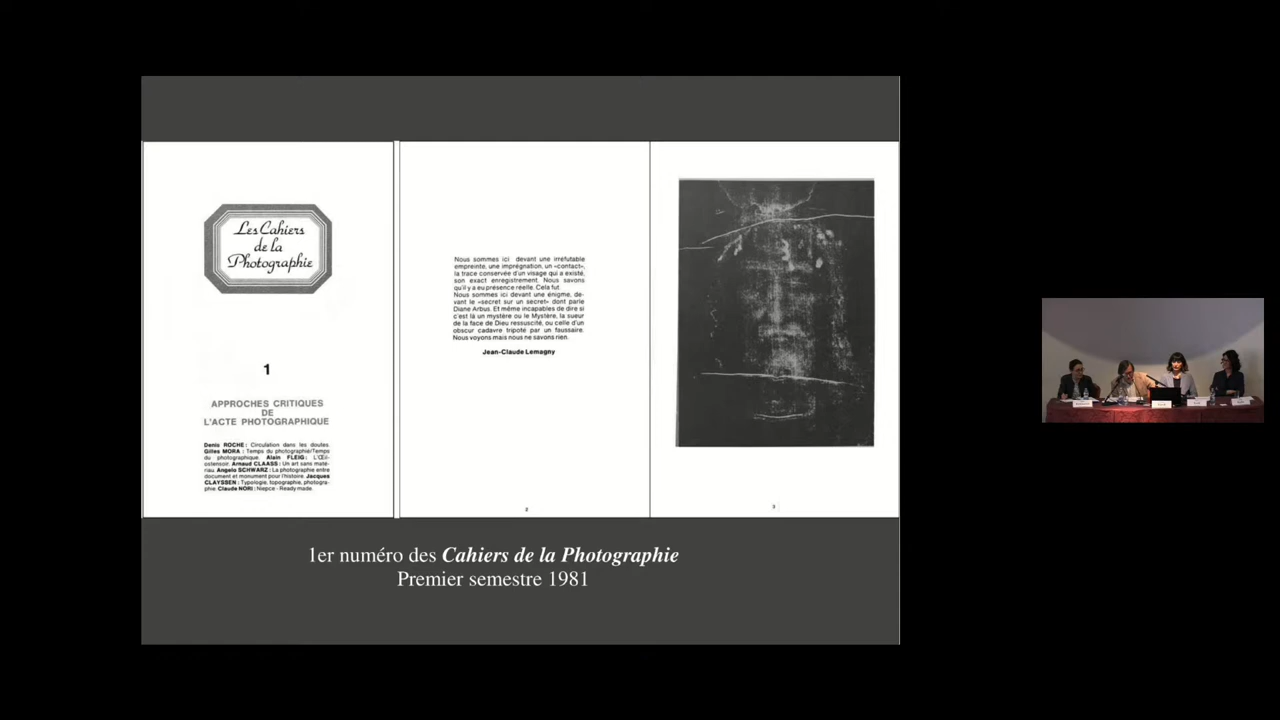 Les Cahiers
de la
Photographie
1
APPROCHES CRITIQUES
DE
L'ACTE PHOTOGRAPHIQUE
Denis ROCHE : Circulation dans les doutes.
Gilles MORA : Temps du photographié/Temps
du photographique. Alain FLEIG : L'Œil-
ostensoir. Arnaud CLAASS : Un art sans maté-
riau. Angelo SCHWARZ : La photographie entre
document et monument pour l'histoire. Jacques
CLAYSSEN : Typologie, topographie, photogra-
phie. Claude NORI : Niepce - Ready made.
Nous sommes ici devant une irréfutable
empreinte, une imprégnation, un «contact»,
la trace conservée d'un visage qui a existé,
son exact enregistrement. Nous savons
qu'il y a eu présence réelle. Cela fut.
Nous sommes ici devant une énigme, de-
vant le «secret sur un secret» dont parle
Diane Arbus. Et même incapables de dire si
c'est là un mystère ou le Mystère, la sueur
de la face de Dieu ressuscité, ou celle d'un
obscur cadavre tripoté par un faussaire.
Nous voyons mais nous ne savons rien.
Jean-Claude Lemagny
2
3
1er numéro des Cahiers de la Photographie
Premier semestre 1981